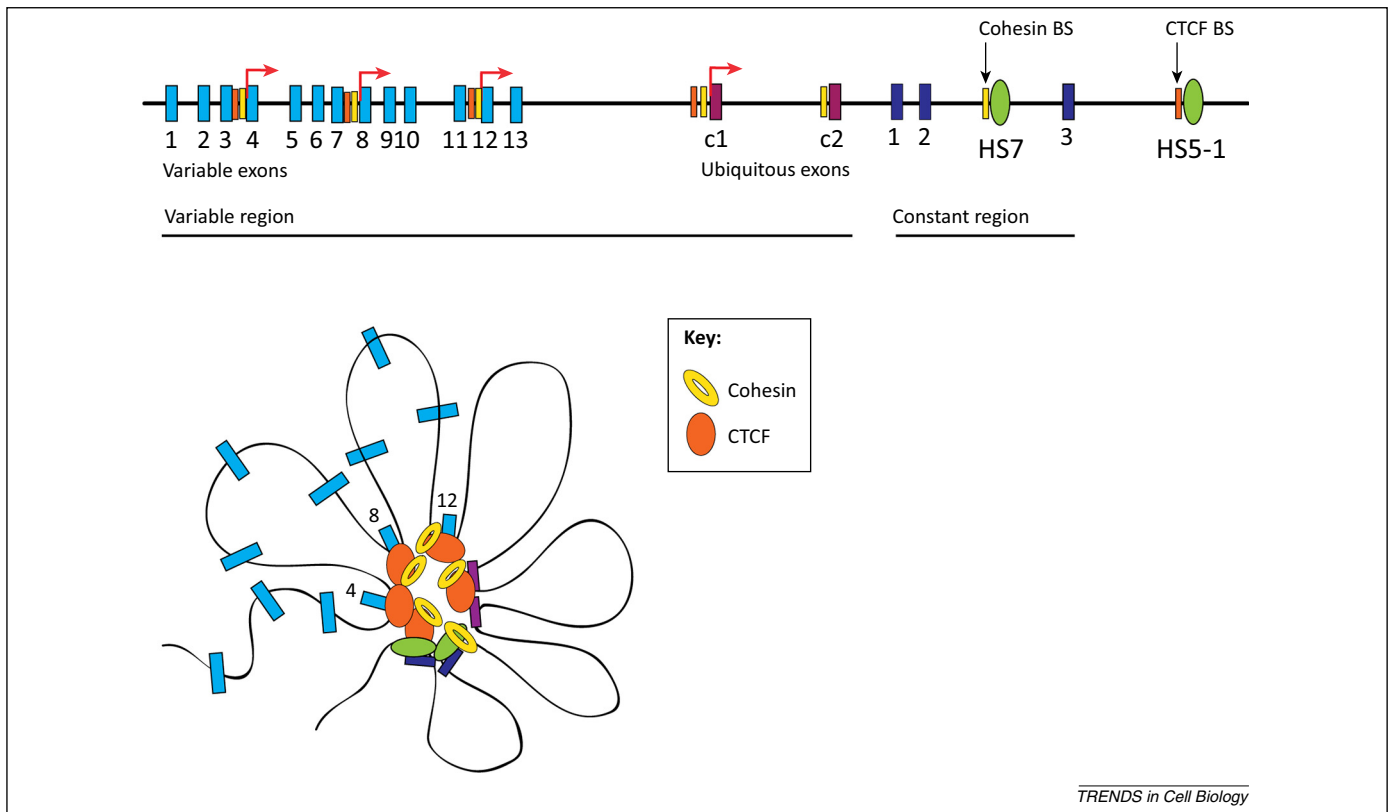 Cohesin BS CTCF BS
1 2 3 4 5 6 7 8 9 10 11 12 13 c1 c2 1 2 HS7 3 HS5-1
Variable exons Ubiquitous exons
Variable region Constant region
Key:
Cohesin
CTCF
12
8
4
TRENDS in Cell Biology